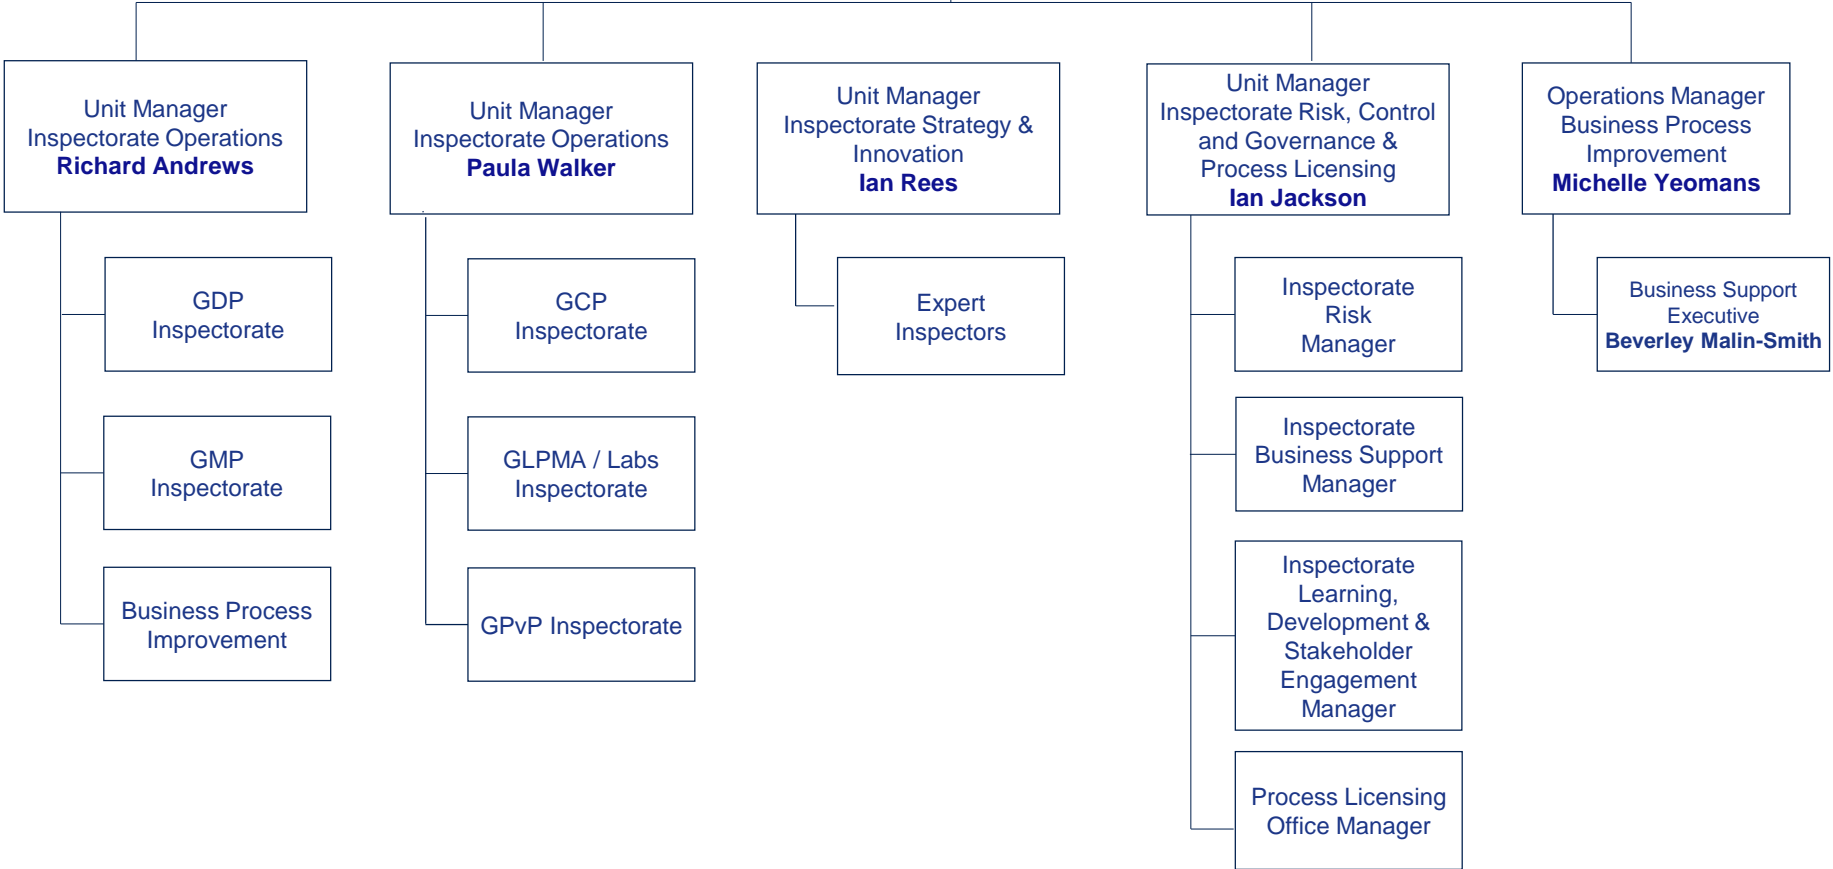 Unit Manager
Inspectorate Operations
Richard Andrews
Unit Manager
Inspectorate Operations
Paula Walker
Unit Manager
Inspectorate Strategy &
Innovation
Ian Rees
Unit Manager
Inspectorate Risk, Control
and Governance &
Process Licensing
Ian Jackson
Operations Manager
Business Process
Improvement
Michelle Yeomans
GDP
Inspectorate
GMP
Inspectorate
Business Process
Improvement
GCP
Inspectorate
GLPMA / Labs
Inspectorate
GPvP Inspectorate
Expert
Inspectors
Inspectorate
Risk
Manager
Inspectorate
Business Support
Manager
Inspectorate
Learning,
Development &
Stakeholder
Engagement
Manager
Process Licensing
Office Manager
Business Support
Executive
Beverley Malin-Smith